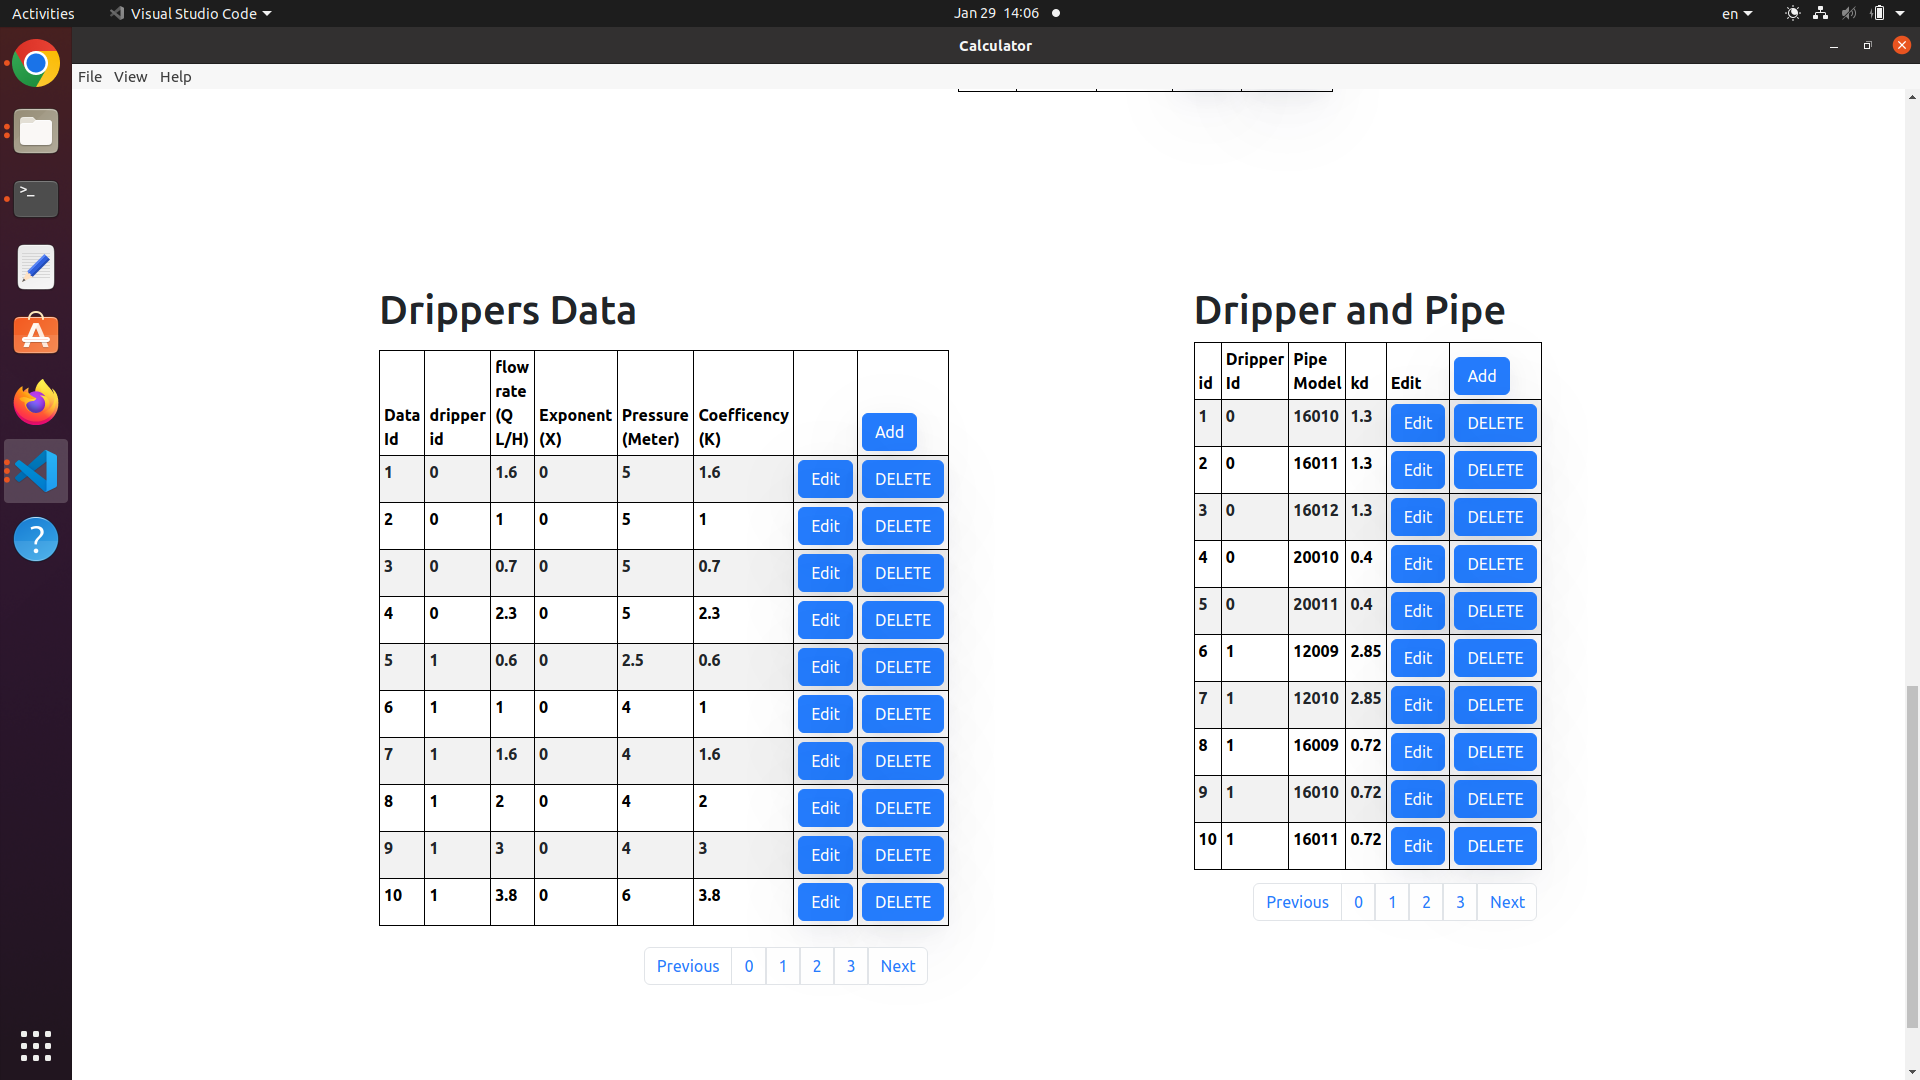 Activities Visual Studio Code Jan 29 14:06 en
Calculator
File View Help
Drippers Data
Data Id dripper id flow rate (Q L/H) Exponent (X) Pressure (Meter) Coefficency (K) Add
1 0 1.6 0 5 1.6 Edit DELETE
2 0 1 0 5 1 Edit DELETE
3 0 0.7 0 5 0.7 Edit DELETE
4 0 2.3 0 5 2.3 Edit DELETE
5 1 0.6 0 2.5 0.6 Edit DELETE
6 1 1 0 4 1 Edit DELETE
7 1 1.6 0 4 1.6 Edit DELETE
8 1 2 0 4 2 Edit DELETE
9 1 3 0 4 3 Edit DELETE
10 1 3.8 0 6 3.8 Edit DELETE
Previous 0 1 2 3 Next
Dripper and Pipe
id Dripper Id Pipe Model kd Edit Add
1 0 16010 1.3 Edit DELETE
2 0 16011 1.3 Edit DELETE
3 0 16012 1.3 Edit DELETE
4 0 20010 0.4 Edit DELETE
5 0 20011 0.4 Edit DELETE
6 1 12009 2.85 Edit DELETE
7 1 12010 2.85 Edit DELETE
8 1 16009 0.72 Edit DELETE
9 1 16010 0.72 Edit DELETE
10 1 16011 0.72 Edit DELETE
Previous 0 1 2 3 Next